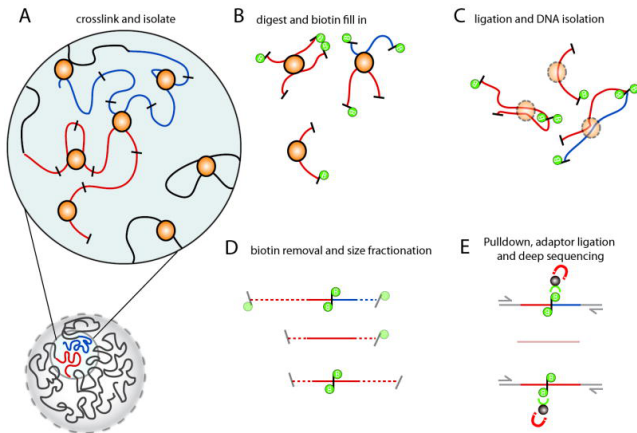 A
crosslink and isolate
B
digest and biotin fill in
C
ligation and DNA isolation
D
biotin removal and size fractionation
E
Pulldown, adaptor ligation
and deep sequencing